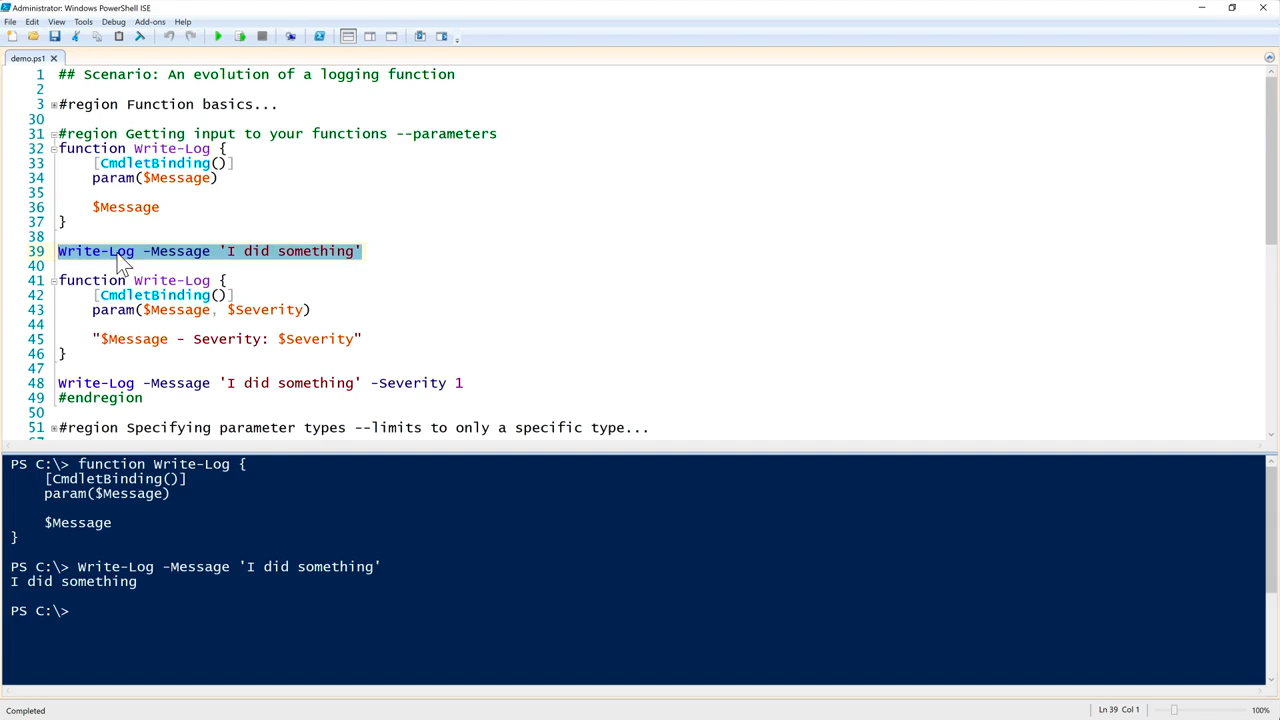 Administrator: Windows PowerShell ISE
File Edit View Tools Debug Add-ons Help
demo.ps1
1 ## Scenario: An evolution of a logging function
2
3 #region Function basics...
30
31 #region Getting input to your functions --parameters
32 function Write-Log {
33 [CmdletBinding()]
34 param($Message)
35
36 $Message
37 }
38
39 Write-Log -Message 'I did something'
40
41 function Write-Log {
42 [CmdletBinding()]
43 param($Message, $Severity)
44
45 "$Message - Severity: $Severity"
46 }
47
48 Write-Log -Message 'I did something' -Severity 1
49 #endregion
50
51 #region Specifying parameter types --limits to only a specific type...
PS C:\> function Write-Log {
[CmdletBinding()]
param($Message)
$Message
}
PS C:\> Write-Log -Message 'I did something'
I did something
PS C:\>
Completed Ln 39 Col 1 100%